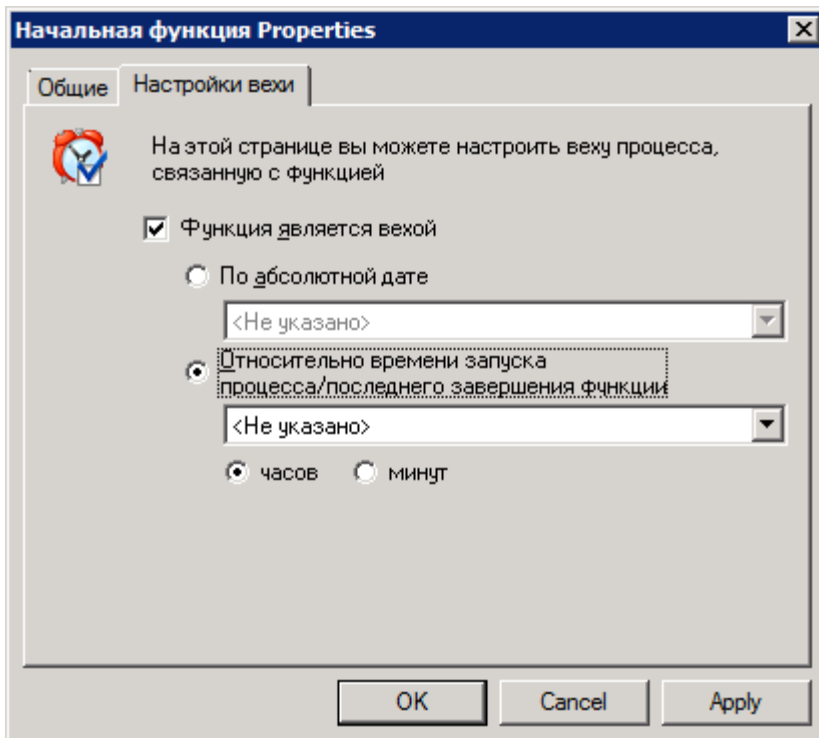 Начальная функция Properties
Общие
Настройки вехи
На этой странице вы можете настроить веху процесса,
связанную с функцией
Функция является вехой
По абсолютной дате
<Не указано>
Относительно времени запуска
процесса/последнего завершения функции
<Не указано>
часов
минут
OK
Cancel
Apply